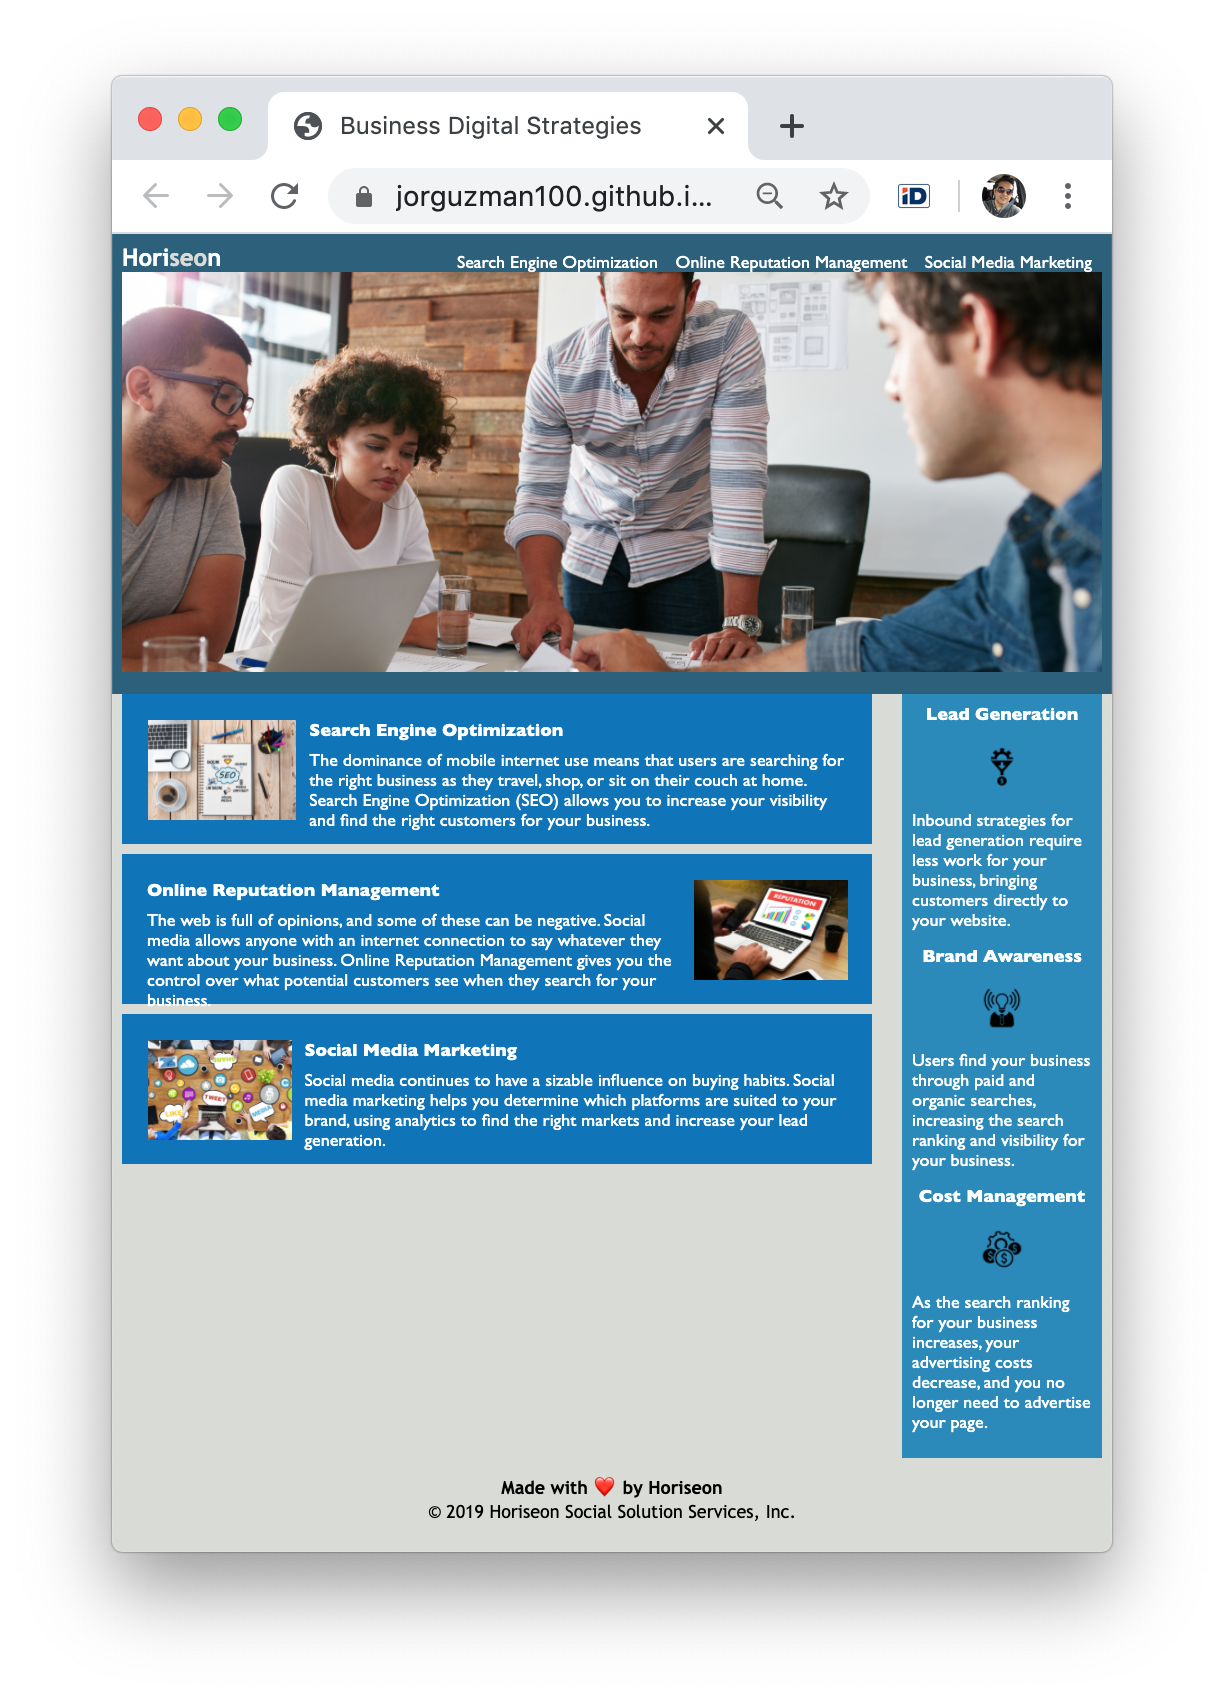 Business Digital Strategies
jorguzman100.github.i...
iD
Horiseon
Search Engine Optimization Online Reputation Management Social Media Marketing
SEO
Search Engine Optimization
The dominance of mobile internet use means that users are searching for
the right business as they travel, shop, or sit on their couch at home.
Search Engine Optimization (SEO) allows you to increase your visibility
and find the right customers for your business.
Online Reputation Management
The web is full of opinions, and some of these can be negative. Social
media allows anyone with an internet connection to say whatever they
want about your business. Online Reputation Management gives you the
control over what potential customers see when they search for your
business.
REPUTATION
TWEET
LIKE
MEDIA
Social Media Marketing
Social media continues to have a sizable influence on buying habits. Social
media marketing helps you determine which platforms are suited to your
brand, using analytics to find the right markets and increase your lead
generation.
Lead Generation
Inbound strategies for
lead generation require
less work for your
business, bringing
customers directly to
your website.
Brand Awareness
Users find your business
through paid and
organic searches,
increasing the search
ranking and visibility for
your business.
Cost Management
As the search ranking
for your business
increases, your
advertising costs
decrease, and you no
longer need to advertise
your page.
Made with ❤️ by Horiseon
© 2019 Horiseon Social Solution Services, Inc.